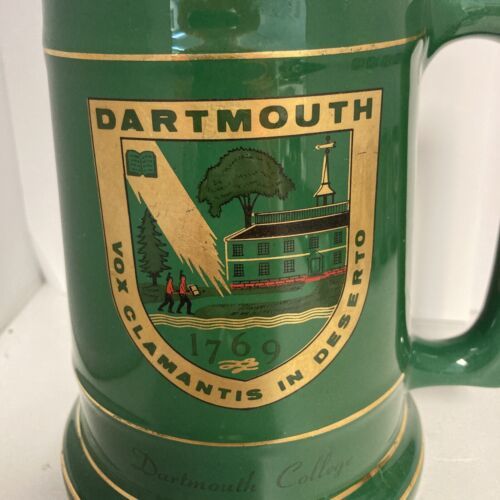 DARTMOUTH
VOX CLAMANTIS IN DESERTO
1769
Dartmouth College